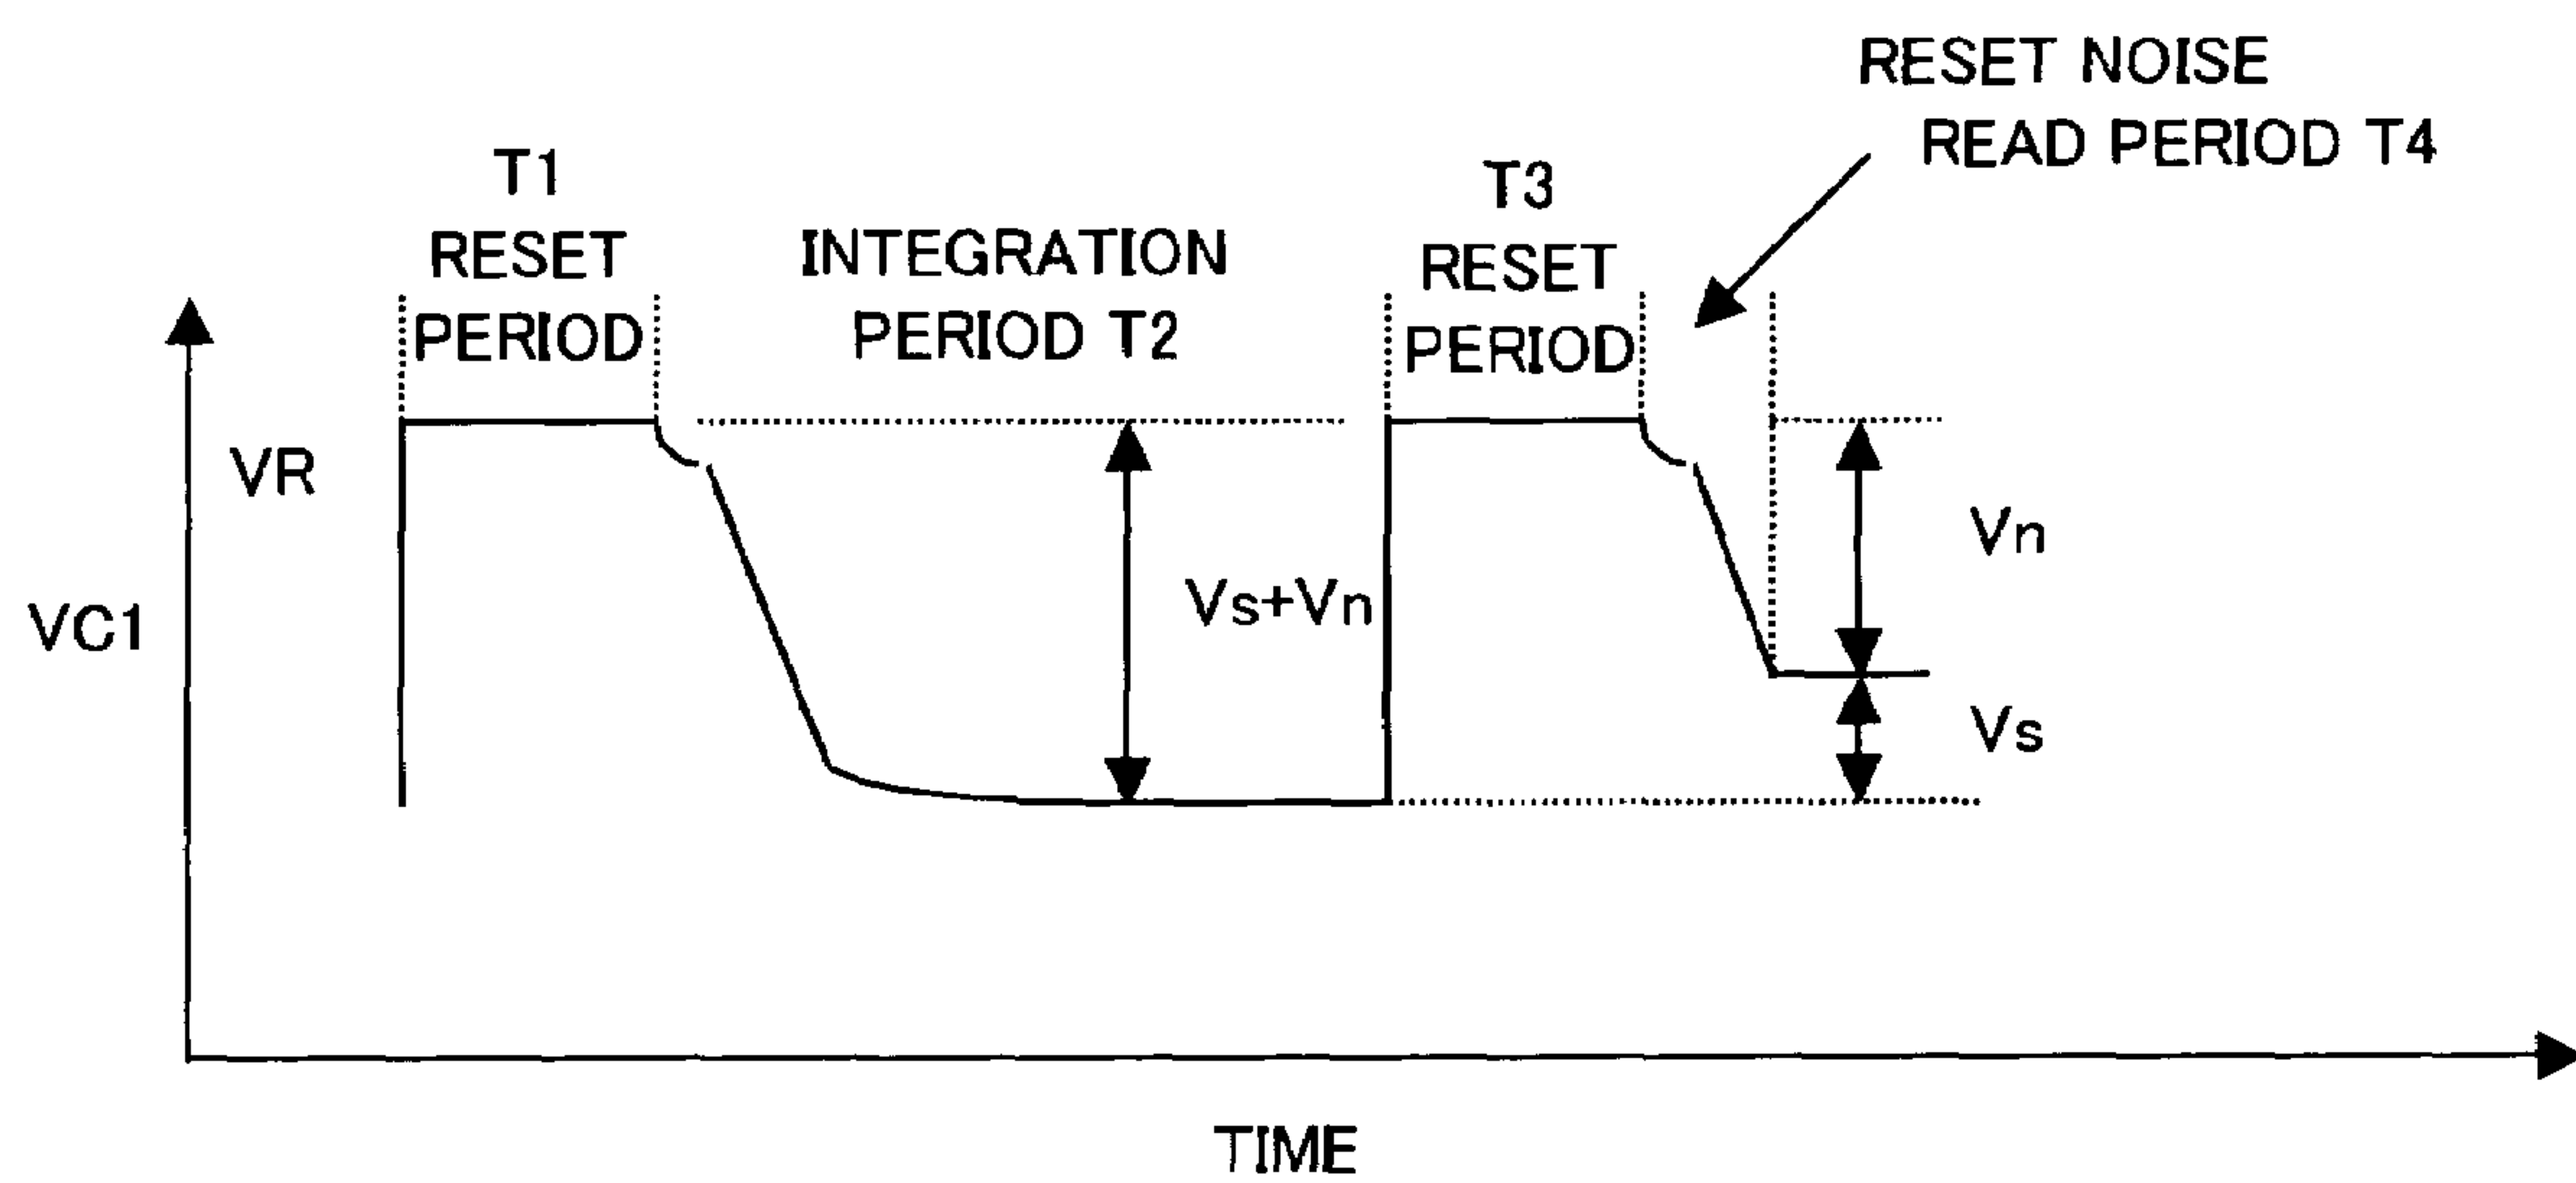 RESET NOISE
READ PERIOD T4
T1
RESET
PERIOD
INTEGRATION
PERIOD T2
T3
RESET
PERIOD
VR
VC1
Vs+Vn
Vn
Vs
TIME